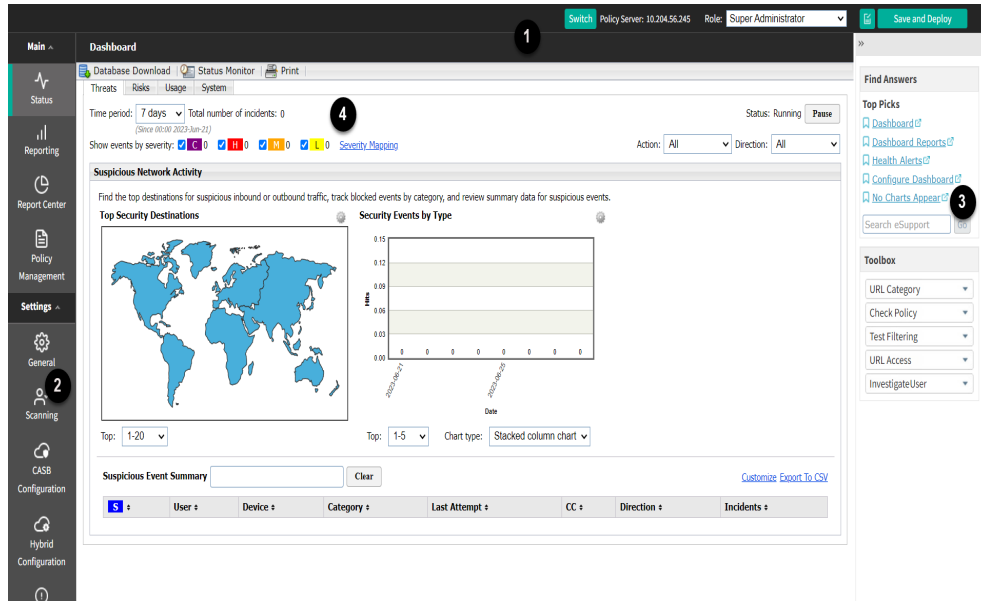 Switch Policy Server: 10.204.56.245 Role: Super Administrator Save and Deploy
1
Main
Dashboard
Database Download Status Monitor Print
Threats Risks Usage System
Time period: 7 days Total number of incidents: 0
(Since 00:00 2023-Jun-21)
4
Status: Running Pause
Show events by severity: C 0 H 0 M 0 L 0 Severity Mapping
Action: All Direction: All
Suspicious Network Activity
Find the top destinations for suspicious inbound or outbound traffic, track blocked events by category, and review summary data for suspicious events.
Top Security Destinations
Security Events by Type
0.15
0.12
0.09
0.06
0.03
0.00
Hits
0 0 0 0 0 0 0 0
2023-06-21
2023-06-25
Date
Top: 1-20
Top: 1-5 Chart type: Stacked column chart
Suspicious Event Summary Clear
Customize Export To CSV
S User Device Category Last Attempt CC Direction Incidents
Status
Reporting
Report Center
Policy
Management
Settings
General
2
Scanning
CASB
Configuration
Hybrid
Configuration
»
Find Answers
Top Picks
Dashboard
Dashboard Reports
Health Alerts
Configure Dashboard
No Charts Appear
3
Search eSupport Go
Toolbox
URL Category
Check Policy
Test Filtering
URL Access
InvestigateUser